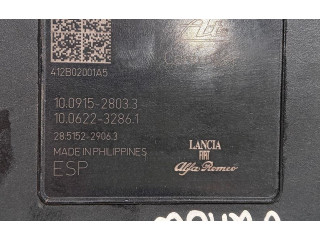 Ate
412B02001A5
10.0915-2803.3
10.0622-3286.1
28.5152-2906.3
MADE IN PHILIPPINES
ESP
LANCIA
FIAT
Alfa Romeo